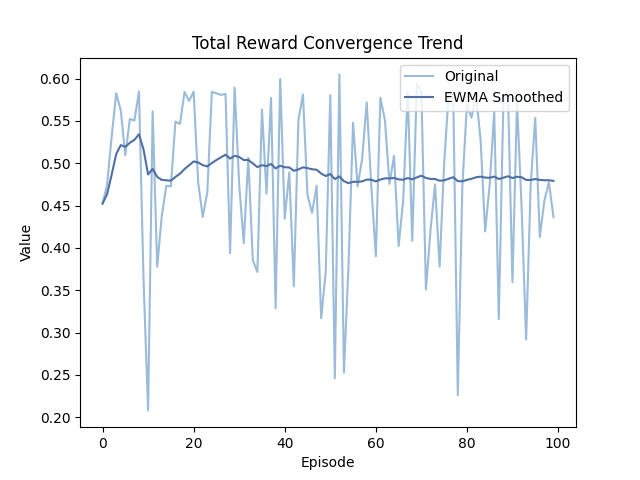 Total Reward Convergence Trend
Original
EWMA Smoothed
0.60
0.55
0.50
0.45
0.40
0.35
0.30
0.25
0.20
Value
0 20 40 60 80 100
Episode